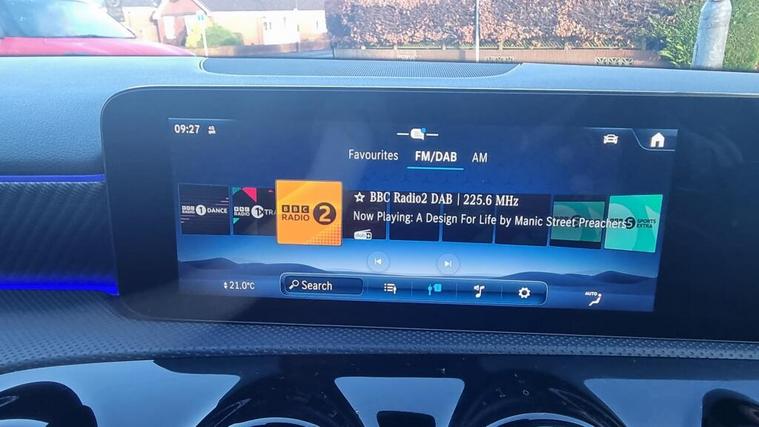 09:27
Favourites FM/DAB AM
BBC RADIO 1 DANCE
BBC RADIO 1XTRA
BBC RADIO 2
BBC Radio2 DAB | 225.6 MHz
Now Playing: A Design For Life by Manic Street Preachers
SPORTS EXTRA
21.0°C
Search
AUTO